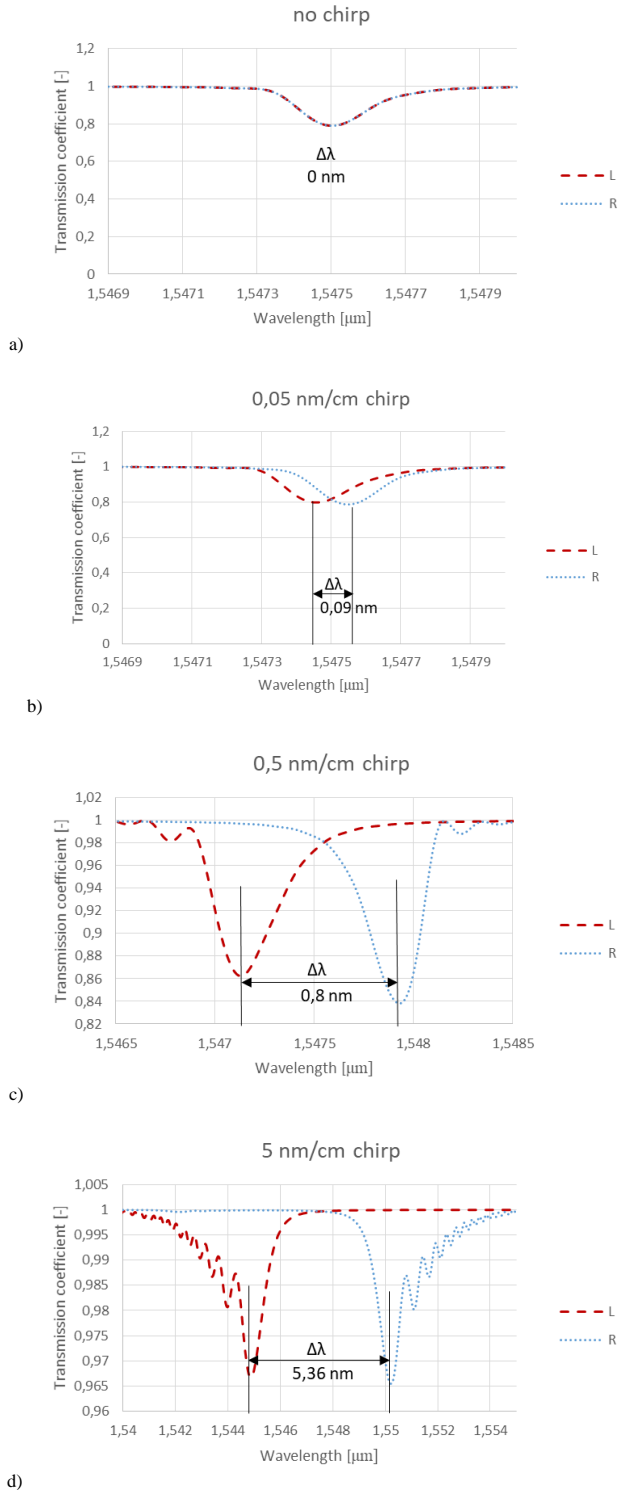 no chirp
Transmission coefficient [-]
1,2
1
0,8
0,6
0,4
0,2
0
Δλ
0 nm
L
R
1,5469 1,5471 1,5473 1,5475 1,5477 1,5479
Wavelength [μm]
a)
0,05 nm/cm chirp
Transmission coefficient [-]
1,2
1
0,8
0,6
0,4
0,2
0
Δλ
0,09 nm
L
R
1,5469 1,5471 1,5473 1,5475 1,5477 1,5479
Wavelength [μm]
b)
0,5 nm/cm chirp
Transmission coefficient [-]
1,02
1
0,98
0,96
0,94
0,92
0,9
0,88
0,86
0,84
0,82
Δλ
0,8 nm
L
R
1,5465 1,547 1,5475 1,548 1,5485
Wavelength [μm]
c)
5 nm/cm chirp
Transmission coefficient [-]
1,005
1
0,995
0,99
0,985
0,98
0,975
0,97
0,965
0,96
Δλ
5,36 nm
L
R
1,54 1,542 1,544 1,546 1,548 1,55 1,552 1,554
Wavelength [μm]
d)